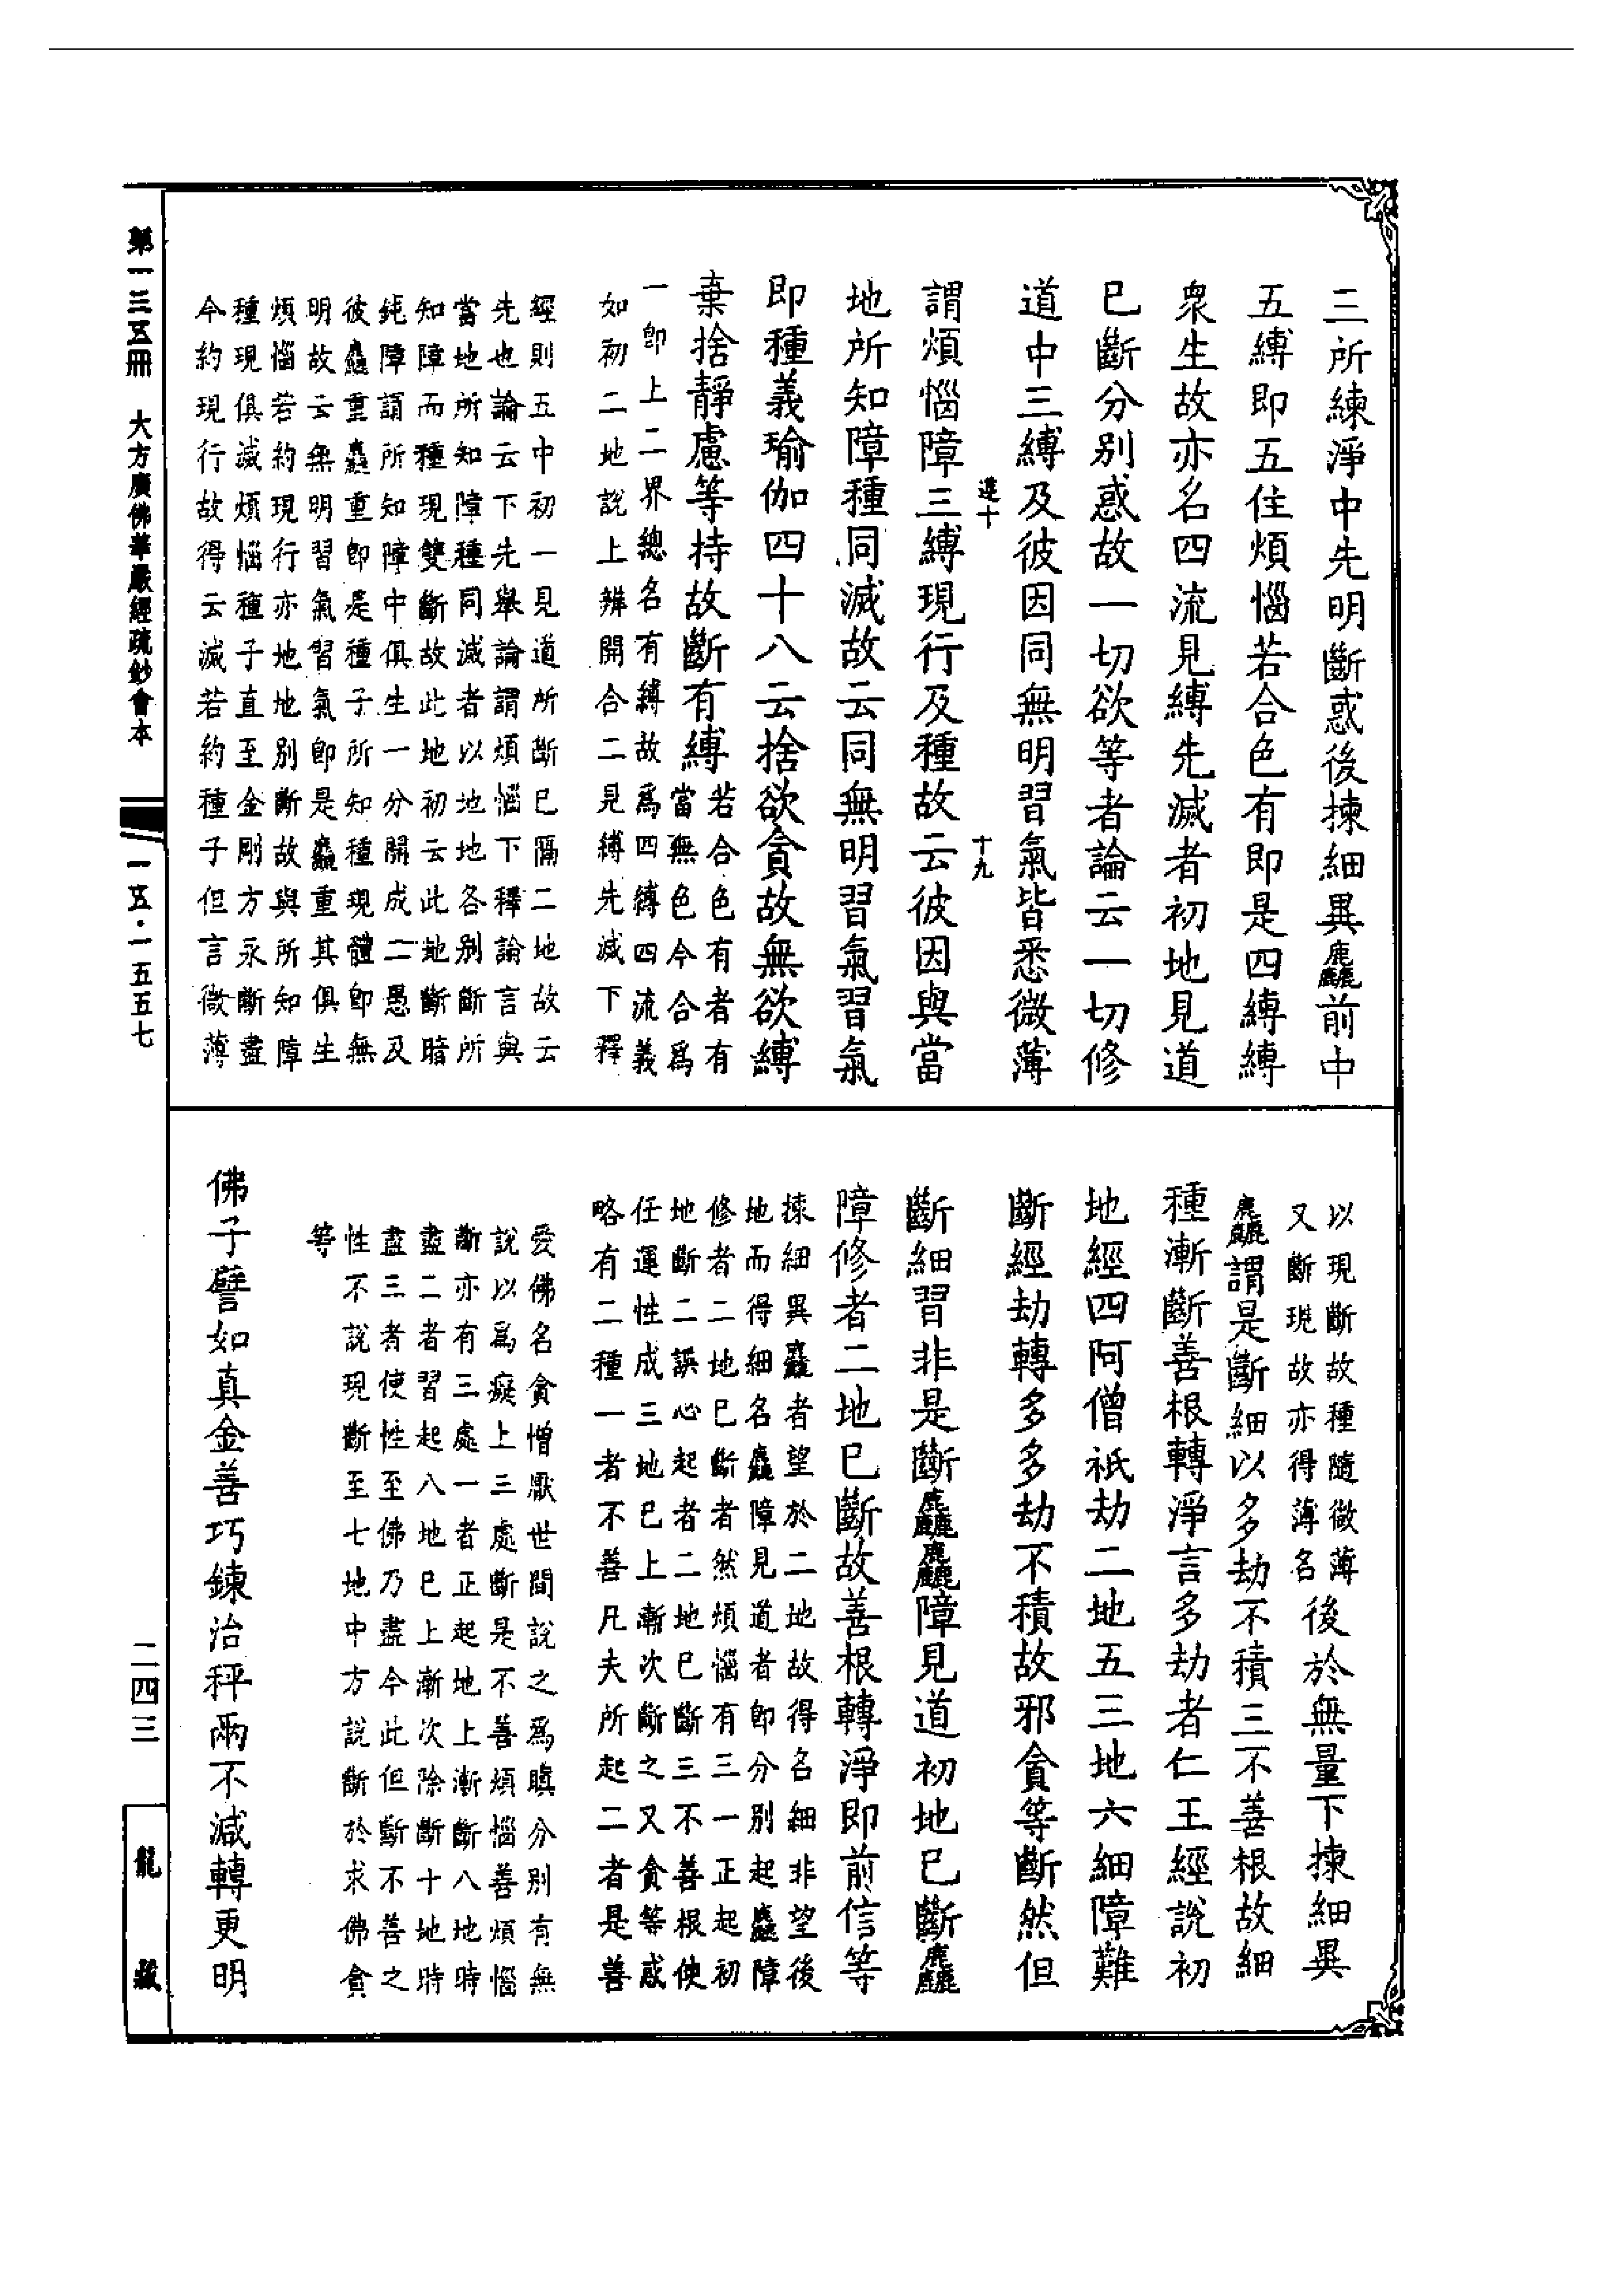 三所練淨中先明斷惑後揀細異麤前中
五縛即五住煩惱若合色有即是四縛縛
衆生故亦名四流見縛先滅者初地見道
已斷分別惑故一切欲等者論云一切修
道中三縛及彼因同無明習氣皆悉微薄
蓮十
十九
謂煩惱障三縛現行及種故云彼因與當
地所知障種同滅故云同無明習氣習氣
即種義瑜伽四十八云捨欲貪故無欲縛
棄捨靜慮等持故斷有縛若合色有者有
當無色今合爲
一即上二界總名有縛故爲四縛四流義
如初二地說上辨開合二見縛先滅下釋
經則五中初一見道所斷已隔二地故云
先也論云下先舉論謂煩惱下釋論言與
當地所知障種同滅者以地地各別斷所
知障而種現雙斷故此地初云此地斷暗
鈍障謂所知障中俱生一分開成二愚及
彼麤重麤重即是種子所知種現體即無
明故云無明習氣習氣即是麤重其俱生
煩惱若約現行亦地地別斷故與所知障
種現俱滅煩惱種子直至金剛方永斷盡
今約現行故得云滅若約種子但言微薄
以現斷故種隨微薄
又斷現故亦得薄名後於無量下揀細異
麤謂是斷細以多劫不積三不善根故細
種漸斷善根轉淨言多劫者仁王經說初
地經四阿僧祇劫二地五三地六細障難
斷經劫轉多多劫不積故邪貪等斷然但
斷細習非是斷麤麤障見道初地已斷麤
障修者二地已斷故善根轉淨即前信等
揀細異麤者望於二地故得名細非望後
地而得細名麤障見道者即分別起麤障
修者二地已斷者然煩惱有三一正起初
地斷二誤心起者二地已斷三不善根使
任運性成三地已上漸次斷之又貪等惑
略有二種一者不善凡夫所起二者是善
愛佛名貪憎厭世間說之爲瞋分別有無
說以爲癡上三處斷是不善煩惱善煩惱
斷亦有三處一者正起地上漸斷八地時
盡二者習起八地已上漸次除斷十地時
盡三者使性至佛乃盡今此但斷不善之
性不說現斷至七地中方說斷於求佛貪
等
佛子譬如真金善巧鍊治秤兩不減轉更明
第一三五冊 大方廣佛華嚴經疏鈔會本
一五·一五五七
二四三
龍藏